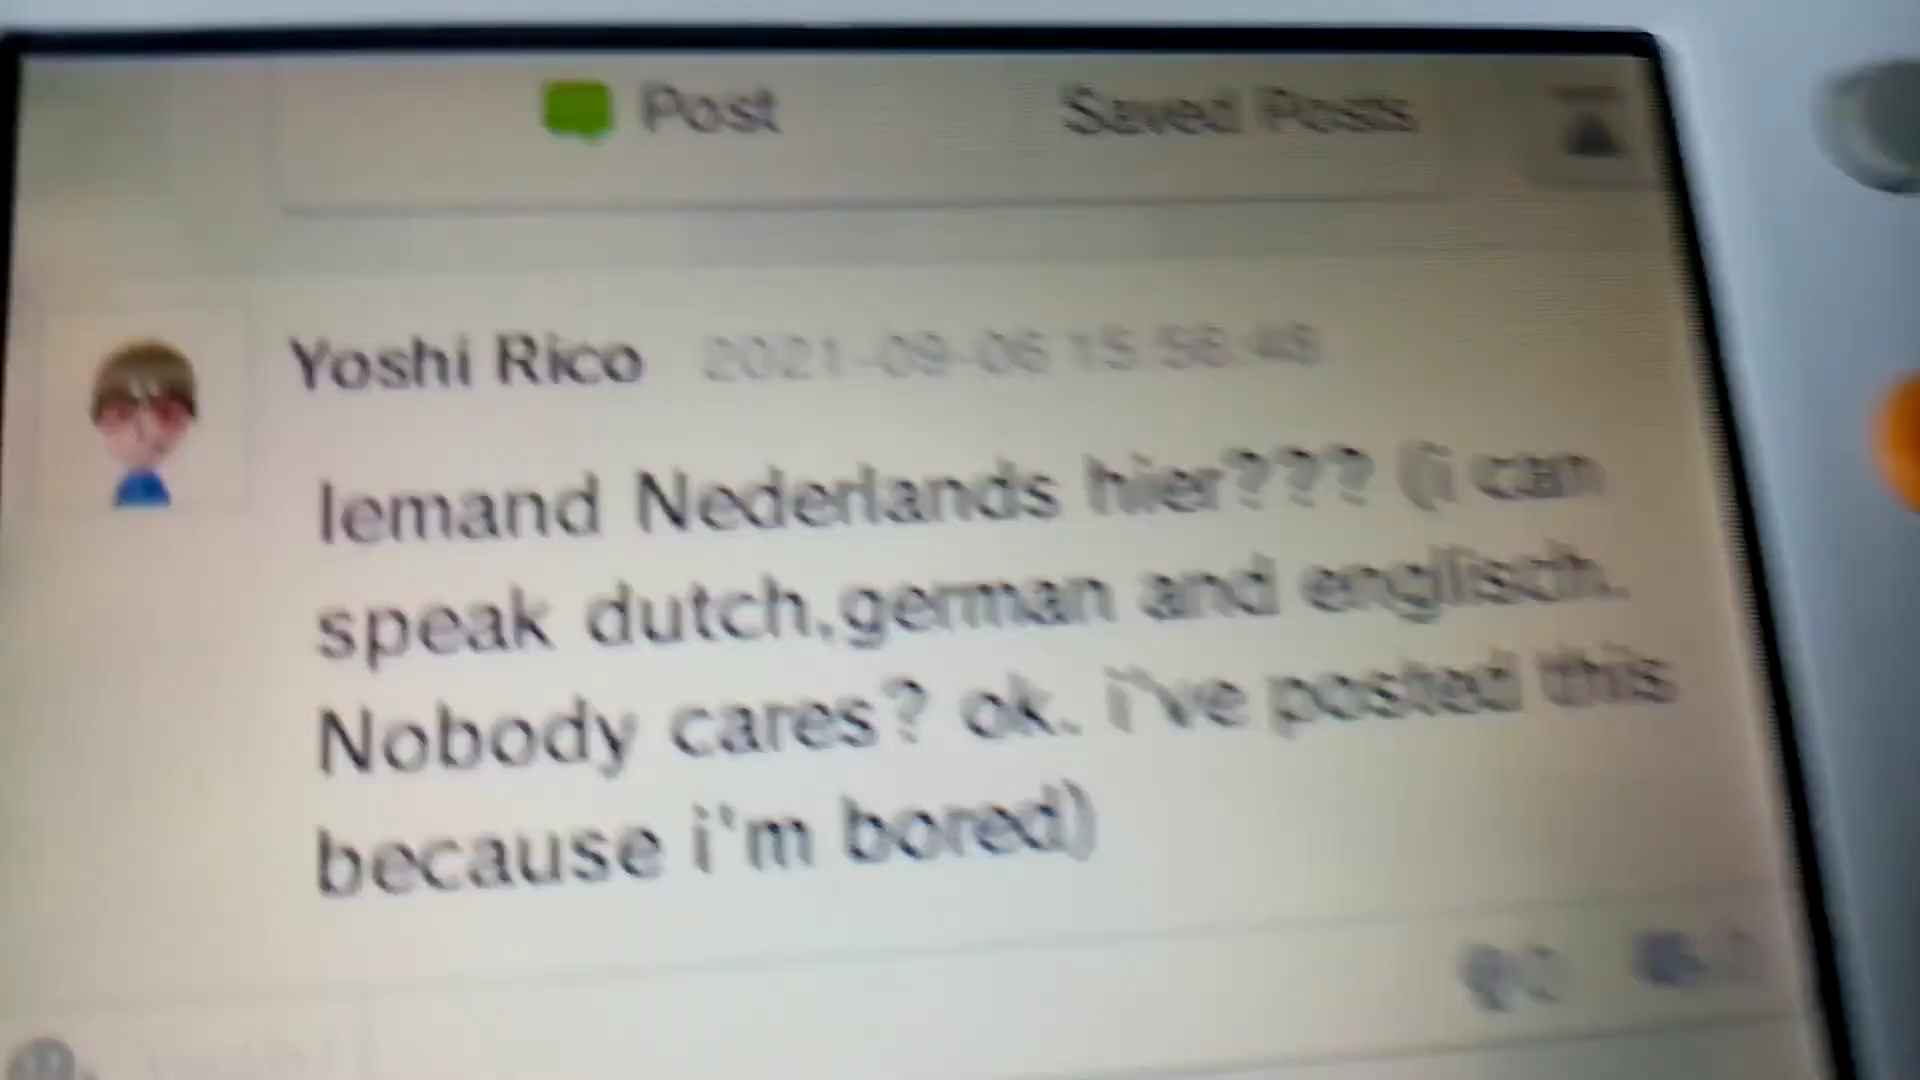 Post Saved Posts
Yoshi Rico 2021-09-06 15:56:48
Iemand Nederlands hier??? (i can
speak dutch,german and englisch.
Nobody cares? ok. i've posted this
because i'm bored)